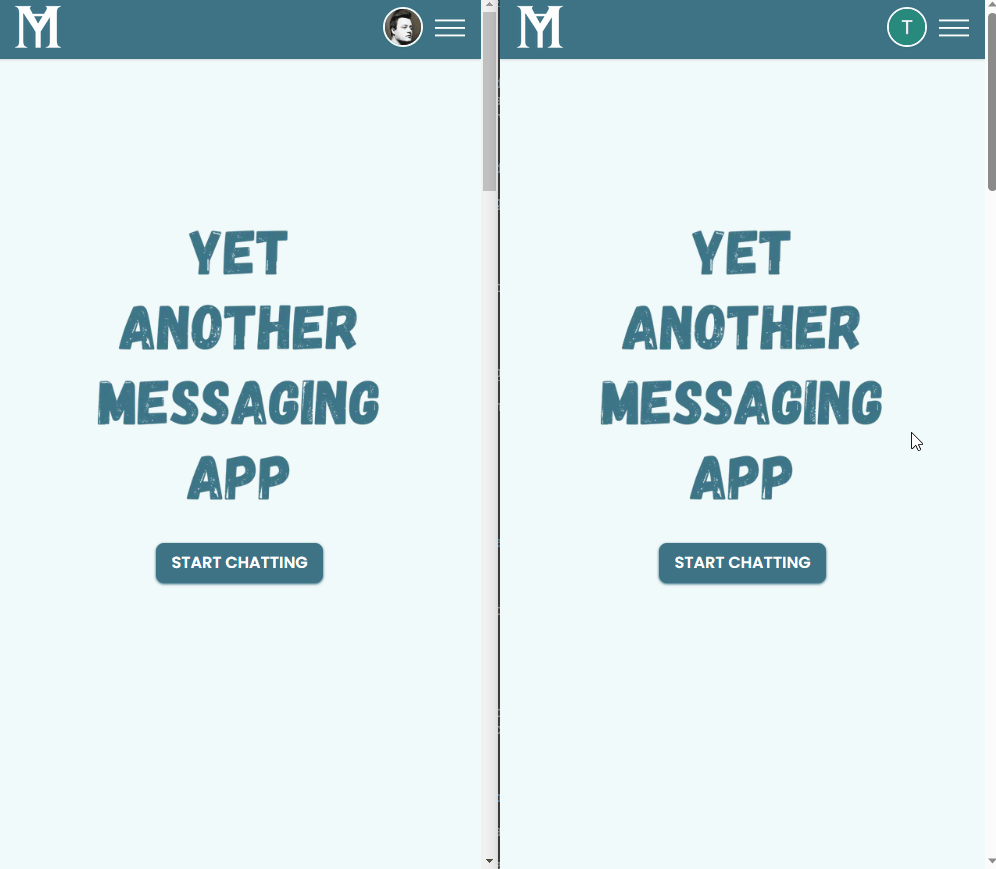 YM
YET
ANOTHER
MESSAGING
APP
START CHATTING
YM
T
YET
ANOTHER
MESSAGING
APP
START CHATTING